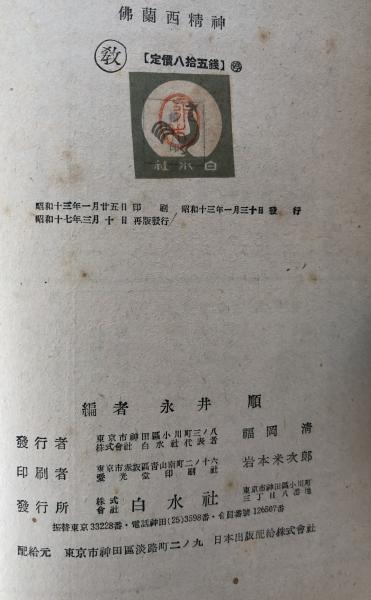 佛蘭西精神
教 【定價八拾五錢】 停
白水社
昭和十三年一月廿五日 印刷 昭和十三年一月三十日 發行
昭和十七年三月十日 再版發行
編者 永井順
發行者 東京市神田區小川町三ノ八 株式會社 白水社代表者 福岡清
印刷者 東京市赤坂區青山南町二ノ十六 愛光堂印刷社 岩本米次郎
發行所 株式會社 白水社 東京市神田區小川町三丁目八番地
振替東京33228番・電話神田(25)3598番・會員番號 126507番
配給元 東京市神田區淡路町二ノ九 日本出版配給株式會社